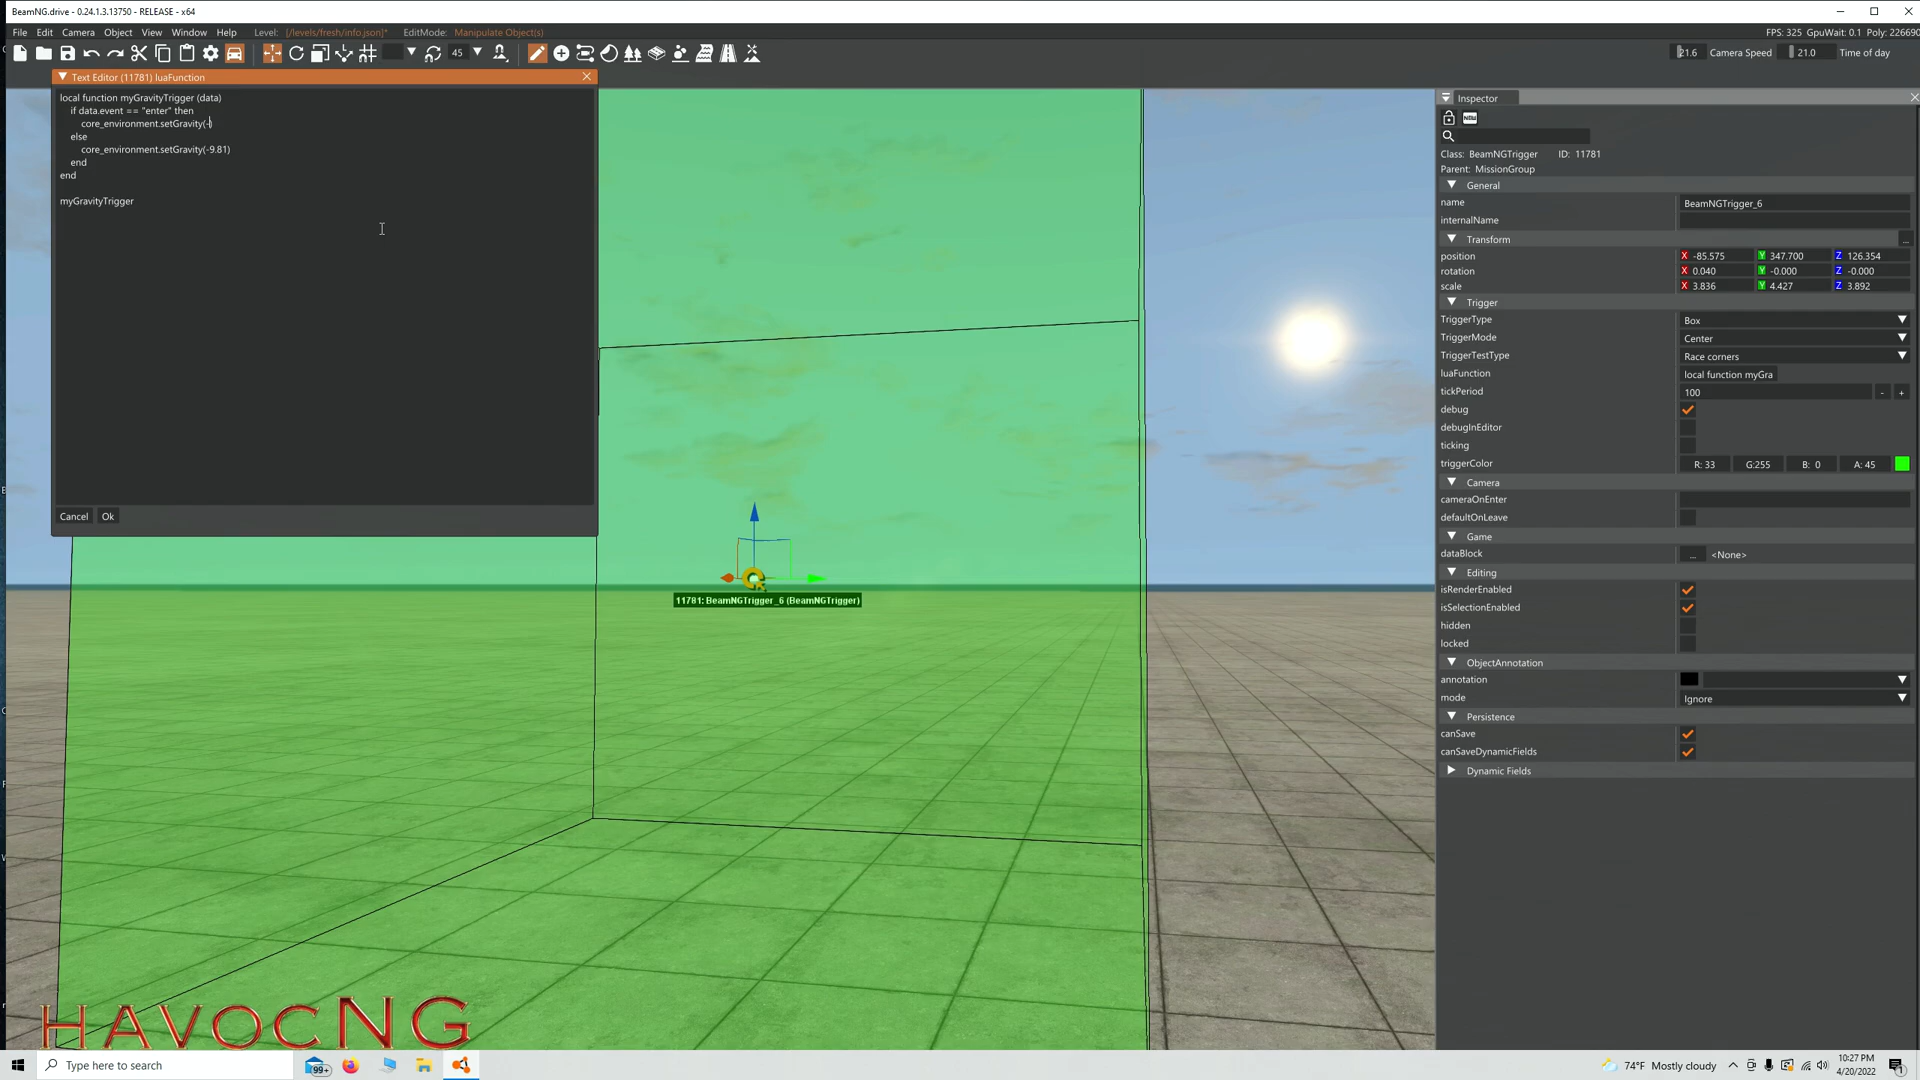 BeamNG.drive - 0.24.1.3.13750 - RELEASE - x64
File Edit Camera Object View Window Help Level: [/levels/fresh/info.json]* EditMode: Manipulate Object(s)
FPS: 325 GpuWait: 0.1 Poly: 226690
45
21.6 Camera Speed 21.0 Time of day
Text Editor (11781) luaFunction
local function myGravityTrigger (data)
if data.event == "enter" then
core_environment.setGravity(-)
else
core_environment.setGravity(-9.81)
end
end
myGravityTrigger
Cancel Ok
11781: BeamNGTrigger_6 (BeamNGTrigger)
HAVOCNG
Inspector
NEW
Class: BeamNGTrigger ID: 11781
Parent: MissionGroup
General
name BeamNGTrigger_6
internalName
Transform ...
position X -85.575 Y 347.700 Z 126.354
rotation X 0.040 Y -0.000 Z -0.000
scale X 3.836 Y 4.427 Z 3.892
Trigger
TriggerType Box
TriggerMode Center
TriggerTestType Race corners
luaFunction local function myGra
tickPeriod 100 - +
debug
debugInEditor
ticking
triggerColor R: 33 G:255 B: 0 A: 45
Camera
cameraOnEnter
defaultOnLeave
Game
dataBlock ... <None>
Editing
isRenderEnabled
isSelectionEnabled
hidden
locked
ObjectAnnotation
annotation
mode Ignore
Persistence
canSave
canSaveDynamicFields
Dynamic Fields
Type here to search
99+
74°F Mostly cloudy
10:27 PM
4/20/2022